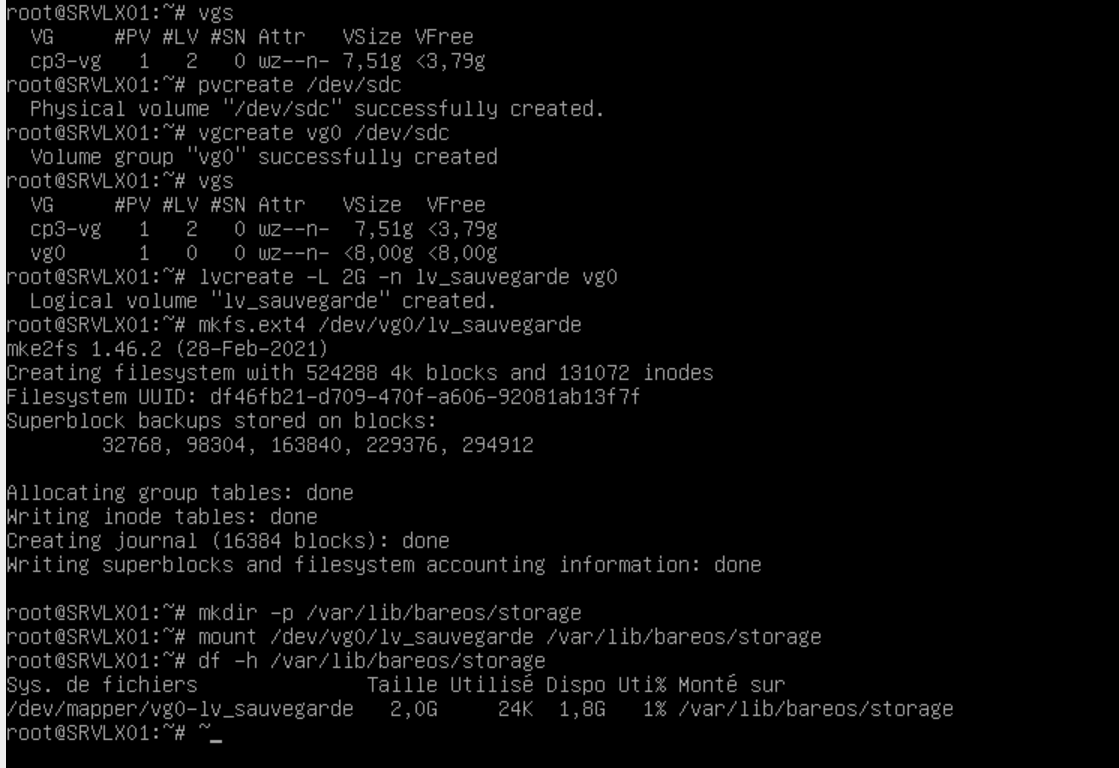 root@SRVLX01:~# vgs
  VG     #PV #LV #SN Attr   VSize VFree
  cp3-vg   1   2   0 wz--n- 7,51g <3,79g
root@SRVLX01:~# pvcreate /dev/sdc
  Physical volume "/dev/sdc" successfully created.
root@SRVLX01:~# vgcreate vg0 /dev/sdc
  Volume group "vg0" successfully created
root@SRVLX01:~# vgs
  VG     #PV #LV #SN Attr   VSize  VFree
  cp3-vg   1   2   0 wz--n-  7,51g <3,79g
  vg0      1   0   0 wz--n- <8,00g <8,00g
root@SRVLX01:~# lvcreate -L 2G -n lv_sauvegarde vg0
  Logical volume "lv_sauvegarde" created.
root@SRVLX01:~# mkfs.ext4 /dev/vg0/lv_sauvegarde
mke2fs 1.46.2 (28-Feb-2021)
Creating filesystem with 524288 4k blocks and 131072 inodes
Filesystem UUID: df46fb21-d709-470f-a606-92081ab13f7f
Superblock backups stored on blocks:
        32768, 98304, 163840, 229376, 294912

Allocating group tables: done
Writing inode tables: done
Creating journal (16384 blocks): done
Writing superblocks and filesystem accounting information: done

root@SRVLX01:~# mkdir -p /var/lib/bareos/storage
root@SRVLX01:~# mount /dev/vg0/lv_sauvegarde /var/lib/bareos/storage
root@SRVLX01:~# df -h /var/lib/bareos/storage
Sys. de fichiers              Taille Utilisé Dispo Uti% Monté sur
/dev/mapper/vg0-lv_sauvegarde   2,0G     24K  1,8G   1% /var/lib/bareos/storage
root@SRVLX01:~# ~_